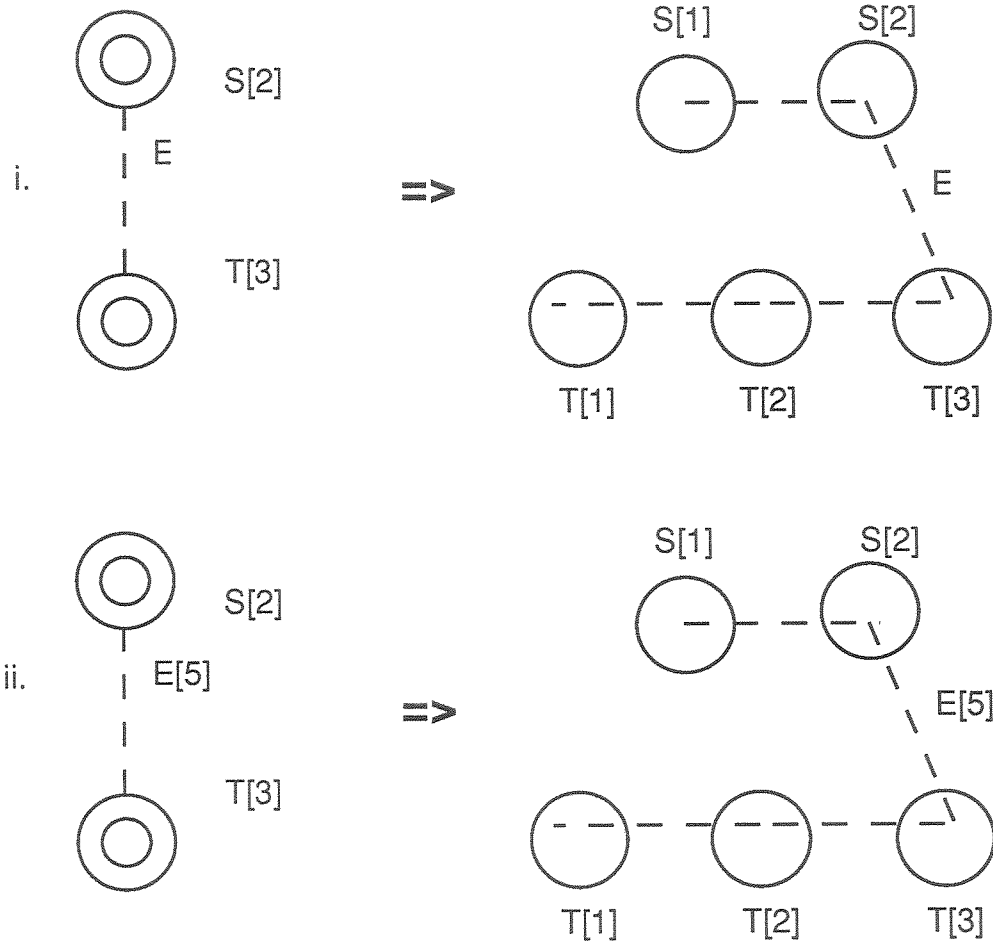 S[1] S[2]
S[2]
i. E => E
T[3]
T[1] T[2] T[3]
S[1] S[2]
S[2]
ii. E[5] => E[5]
T[3]
T[1] T[2] T[3]